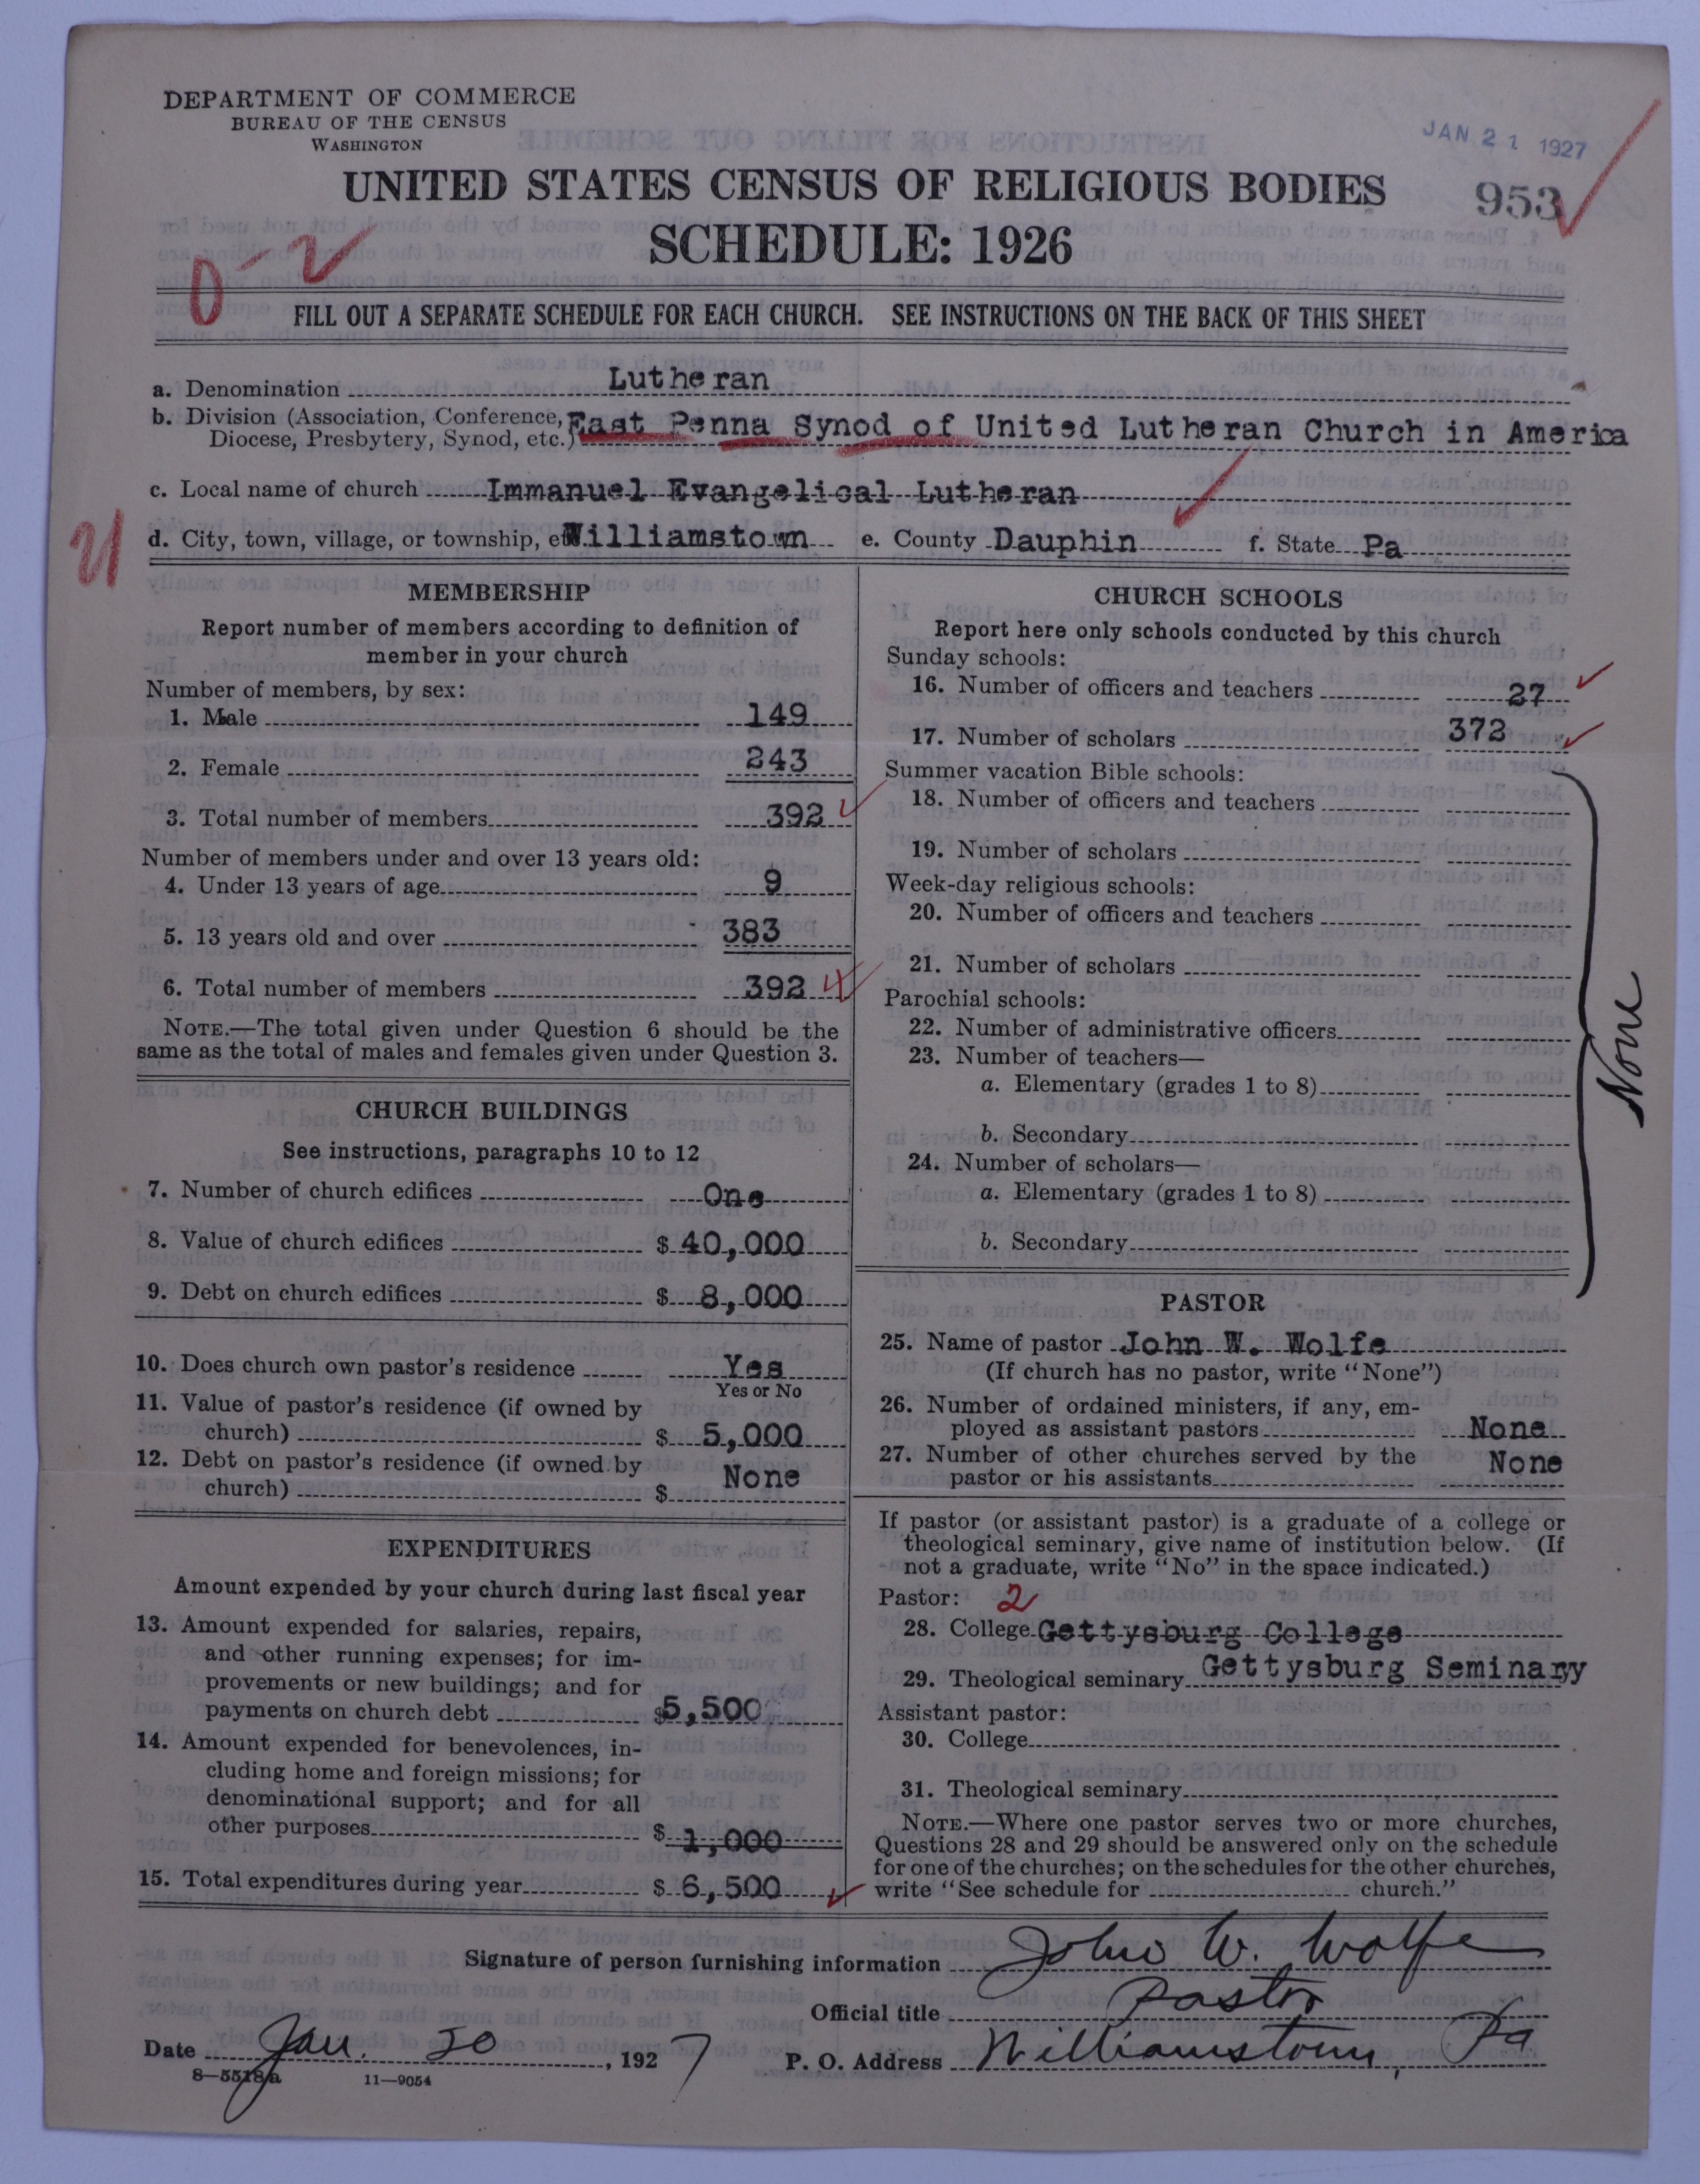 DEPARTMENT OF COMMERCE
BUREAU OF THE CENSUS
WASHINGTON
JAN 21 1927
UNITED STATES CENSUS OF RELIGIOUS BODIES
953
SCHEDULE: 1926
0-2
FILL OUT A SEPARATE SCHEDULE FOR EACH CHURCH. SEE INSTRUCTIONS ON THE BACK OF THIS SHEET
a. Denomination Lutheran
b. Division (Association, Conference, Diocese, Presbytery, Synod, etc.) East Penna Synod of United Lutheran Church in America
c. Local name of church Immanuel Evangelical Lutheran
d. City, town, village, or township, etc Williamstown e. County Dauphin f. State Pa
MEMBERSHIP
Report number of members according to definition of
member in your church
Number of members, by sex:
1. Male 149
2. Female 243
3. Total number of members 392
Number of members under and over 13 years old:
4. Under 13 years of age 9
5. 13 years old and over 383
6. Total number of members 392
NOTE.—The total given under Question 6 should be the
same as the total of males and females given under Question 3.
CHURCH BUILDINGS
See instructions, paragraphs 10 to 12
7. Number of church edifices One
8. Value of church edifices $ 40,000
9. Debt on church edifices $ 8,000
10. Does church own pastor's residence Yes
Yes or No
11. Value of pastor's residence (if owned by
church) $ 5,000
12. Debt on pastor's residence (if owned by
church) $ None
EXPENDITURES
Amount expended by your church during last fiscal year
13. Amount expended for salaries, repairs,
and other running expenses; for im-
provements or new buildings; and for
payments on church debt $5,500
14. Amount expended for benevolences, in-
cluding home and foreign missions; for
denominational support; and for all
other purposes $ 1,000
15. Total expenditures during year $ 6,500
CHURCH SCHOOLS
Report here only schools conducted by this church
Sunday schools:
16. Number of officers and teachers 27
17. Number of scholars 372
Summer vacation Bible schools:
18. Number of officers and teachers
19. Number of scholars
Week-day religious schools:
20. Number of officers and teachers
21. Number of scholars
Parochial schools:
22. Number of administrative officers
23. Number of teachers—
a. Elementary (grades 1 to 8)
b. Secondary
24. Number of scholars—
a. Elementary (grades 1 to 8)
b. Secondary
None
PASTOR
25. Name of pastor John W. Wolfe
(If church has no pastor, write "None")
26. Number of ordained ministers, if any, em-
ployed as assistant pastors None
27. Number of other churches served by the
pastor or his assistants None
If pastor (or assistant pastor) is a graduate of a college or
theological seminary, give name of institution below. (If
not a graduate, write "No" in the space indicated.)
Pastor: 2
28. College Gettysburg College
29. Theological seminary Gettysburg Seminary
Assistant pastor:
30. College
31. Theological seminary
NOTE.—Where one pastor serves two or more churches,
Questions 28 and 29 should be answered only on the schedule
for one of the churches; on the schedules for the other churches,
write "See schedule for church."
Signature of person furnishing information John W. Wolfe
Official title Pastor
Date Jan. 20, 1927 P. O. Address Williamstown, Pa
8—5518a 11—9054